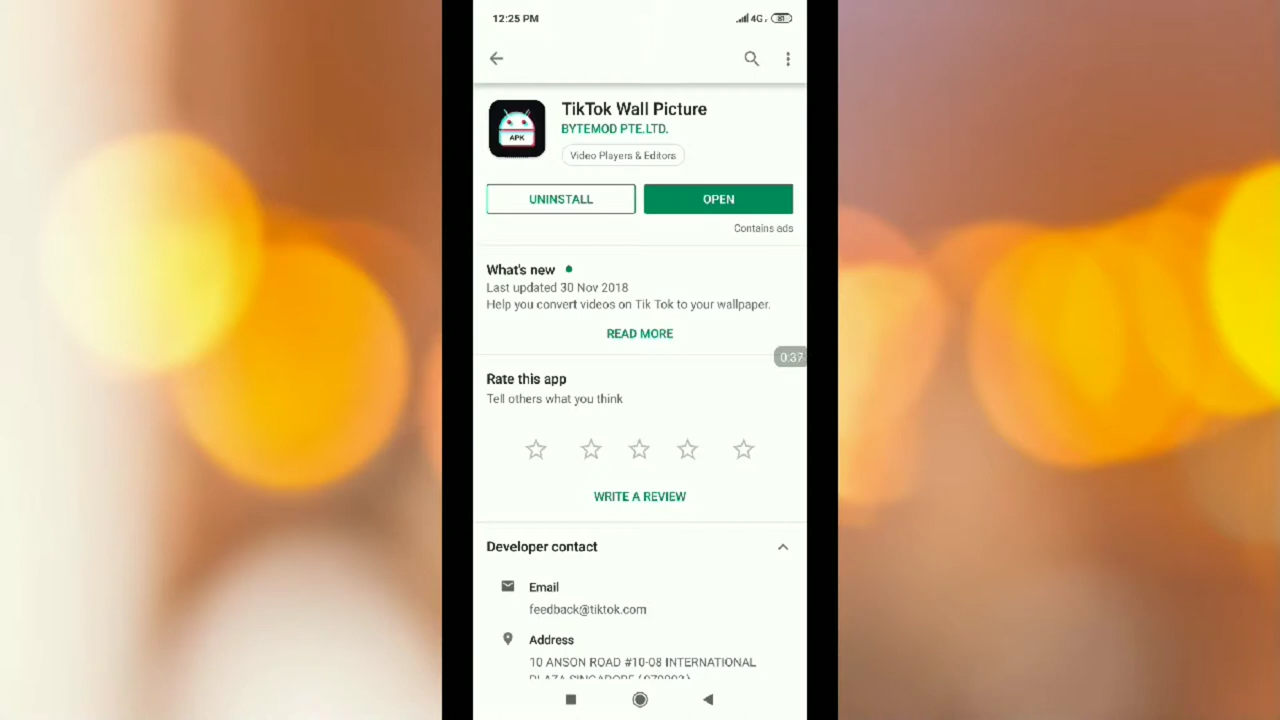 12:25 PM
4G
81
TikTok Wall Picture
APK
BYTEMOD PTE.LTD.
Video Players & Editors
UNINSTALL
OPEN
Contains ads
What's new
Last updated 30 Nov 2018
Help you convert videos on Tik Tok to your wallpaper.
READ MORE
0:37
Rate this app
Tell others what you think
WRITE A REVIEW
Developer contact
Email
feedback@tiktok.com
Address
10 ANSON ROAD #10-08 INTERNATIONAL